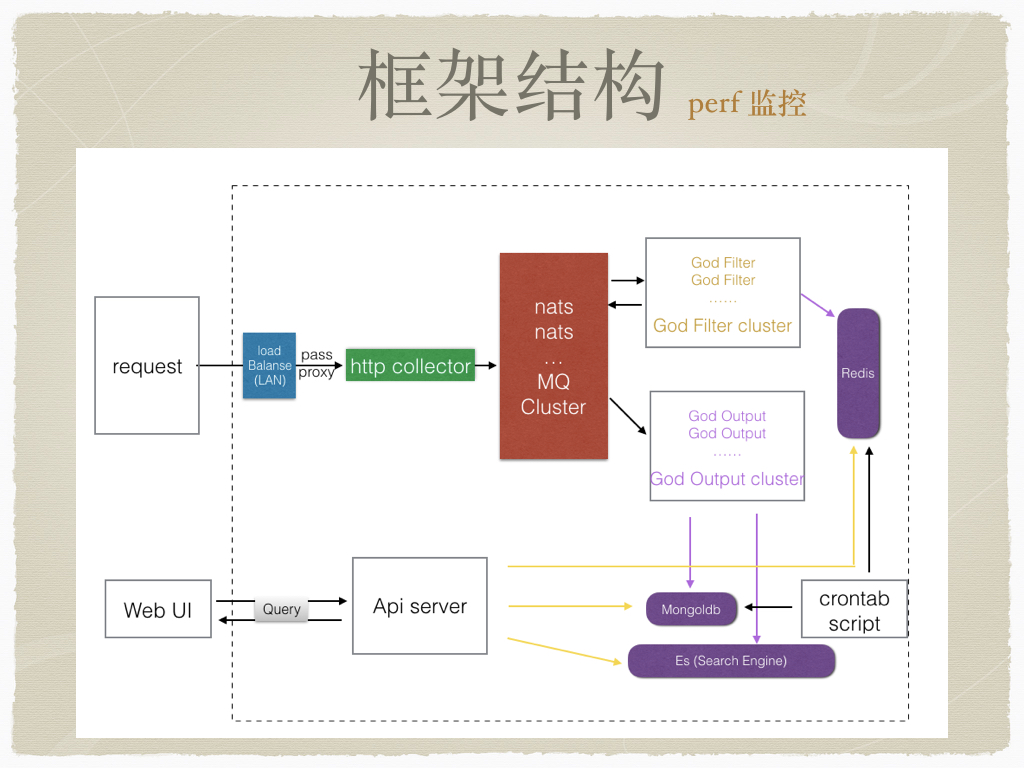 框架结构 perf 监控
request
load
Balanse
(LAN)
pass
proxy
http collector
nats
nats
...
MQ
Cluster
God Filter
God Filter
......
God Filter cluster
Redis
God Output
God Output
......
God Output cluster
Web UI
Query
Api server
Mongoldb
crontab
script
Es (Search Engine)